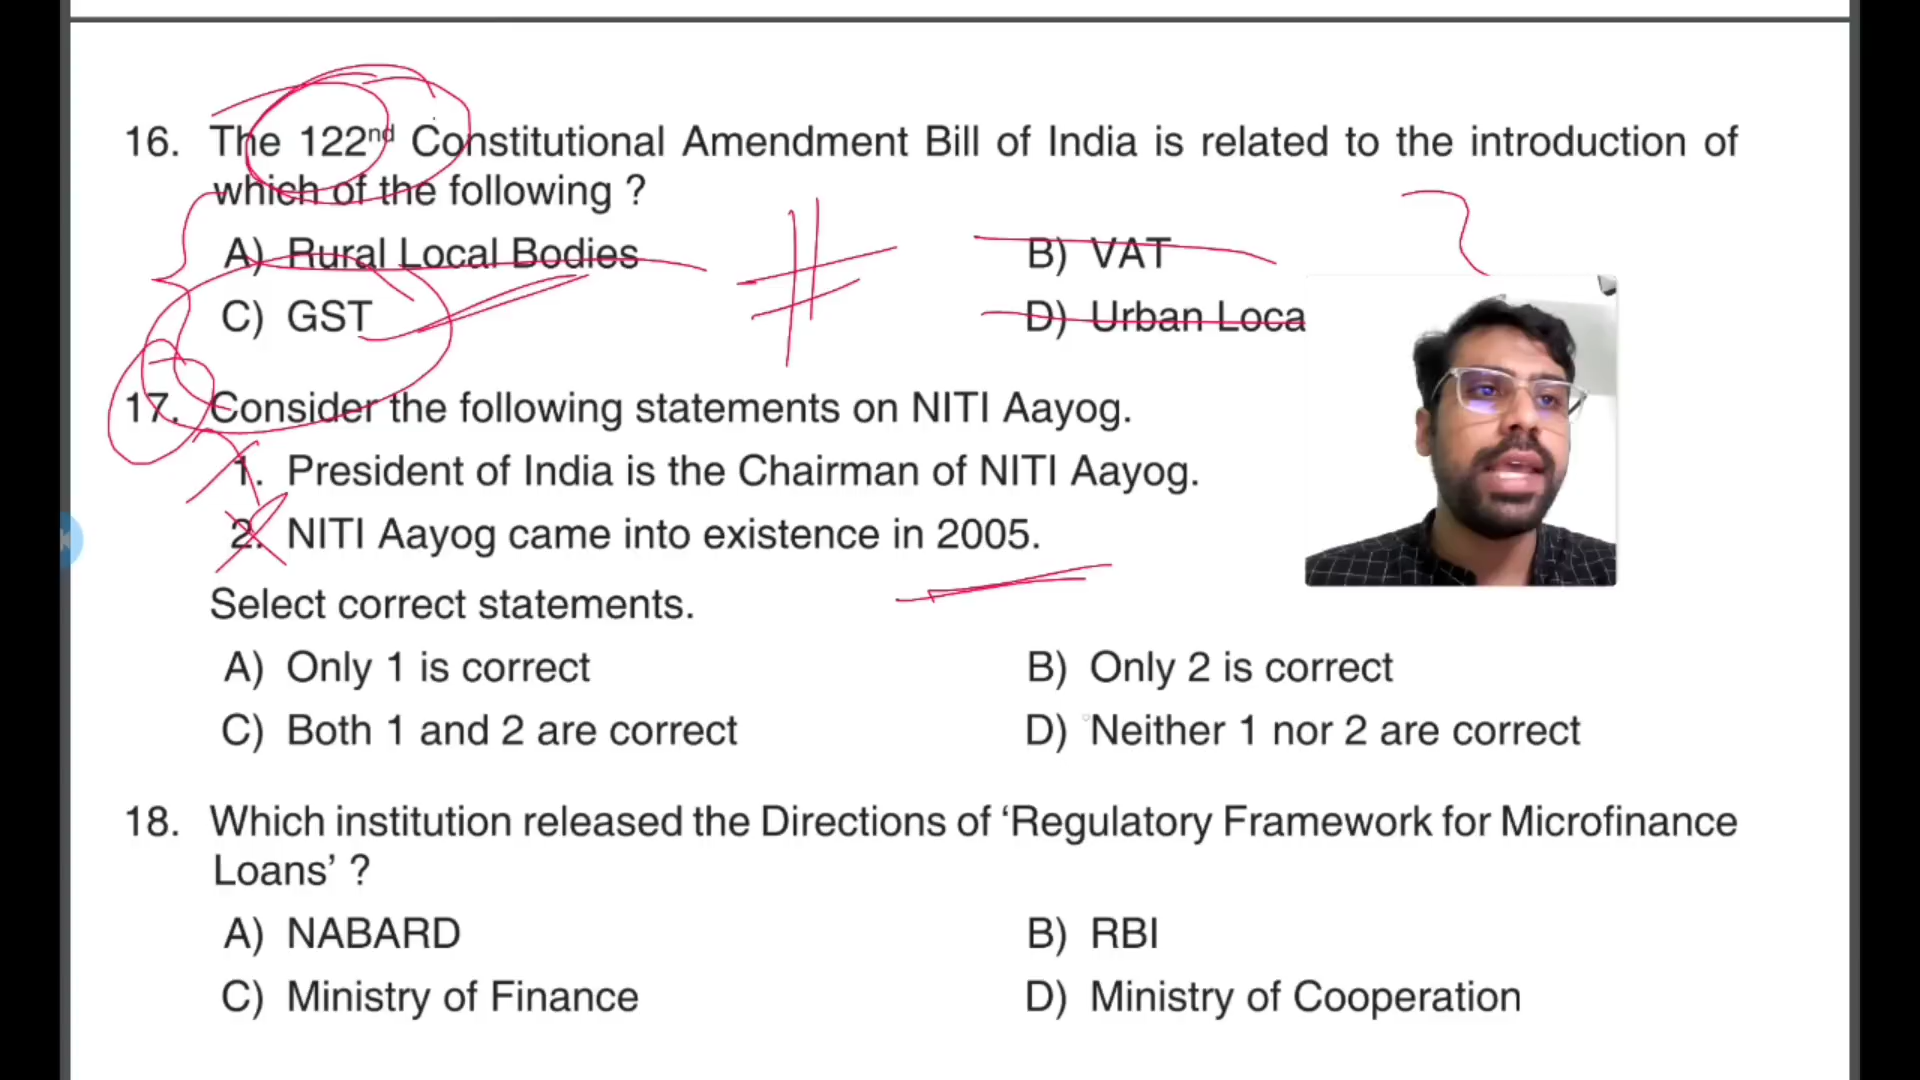 16. The 122nd Constitutional Amendment Bill of India is related to the introduction of
which of the following ?
A) Rural Local Bodies B) VAT
C) GST D) Urban Loca
17. Consider the following statements on NITI Aayog.
1. President of India is the Chairman of NITI Aayog.
2. NITI Aayog came into existence in 2005.
Select correct statements.
A) Only 1 is correct B) Only 2 is correct
C) Both 1 and 2 are correct D) Neither 1 nor 2 are correct
18. Which institution released the Directions of ‘Regulatory Framework for Microfinance
Loans’ ?
A) NABARD B) RBI
C) Ministry of Finance D) Ministry of Cooperation